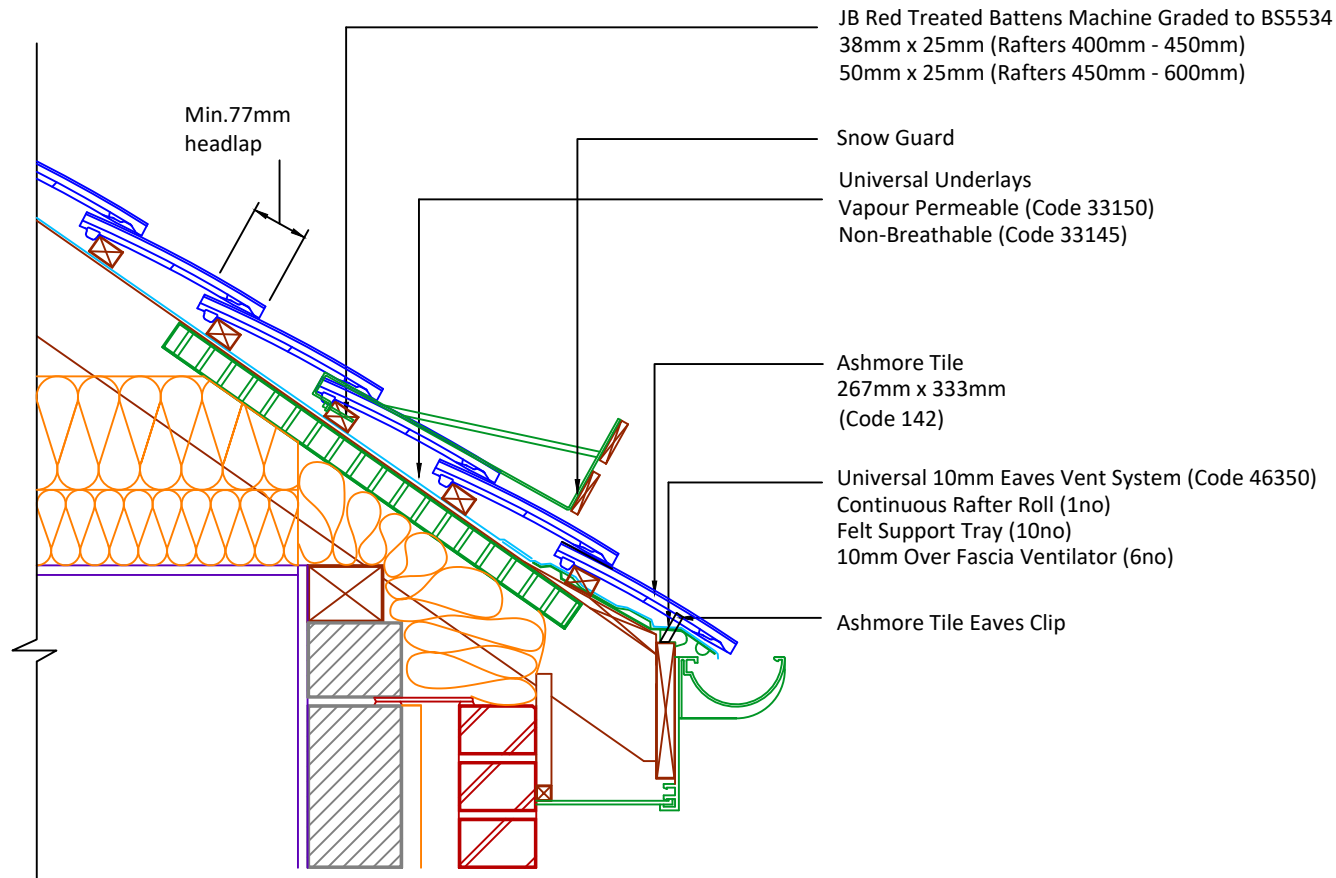 JB Red Treated Battens Machine Graded to BS5534
38mm x 25mm (Rafters 400mm - 450mm)
50mm x 25mm (Rafters 450mm - 600mm)
Min.77mm
headlap
Snow Guard
Universal Underlays
Vapour Permeable (Code 33150)
Non-Breathable (Code 33145)
Ashmore Tile
267mm x 333mm
(Code 142)
Universal 10mm Eaves Vent System (Code 46350)
Continuous Rafter Roll (1no)
Felt Support Tray (10no)
10mm Over Fascia Ventilator (6no)
Ashmore Tile Eaves Clip